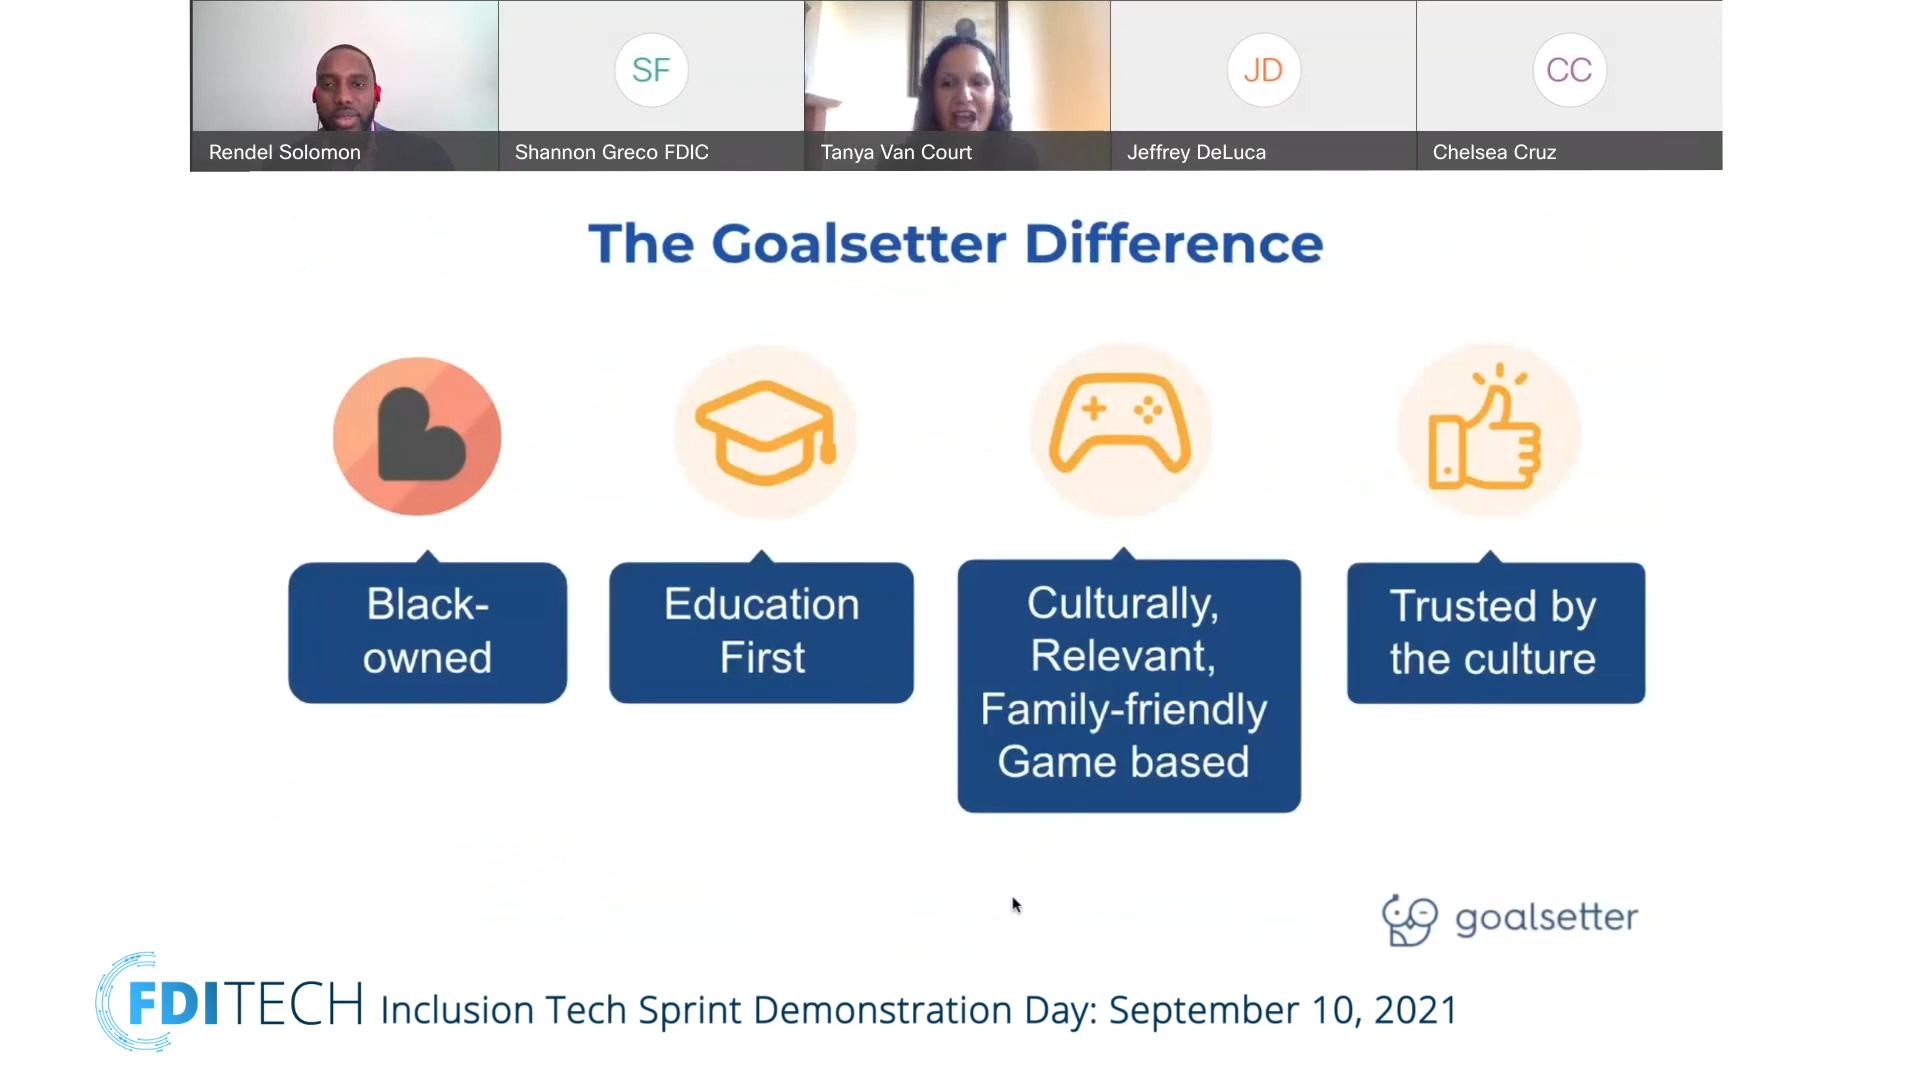 SF
JD
CC
Rendel Solomon
Shannon Greco FDIC
Tanya Van Court
Jeffrey DeLuca
Chelsea Cruz
The Goalsetter Difference
Black-
owned
Education
First
Culturally,
Relevant,
Family-friendly
Game based
Trusted by
the culture
goalsetter
FDITECH Inclusion Tech Sprint Demonstration Day: September 10, 2021